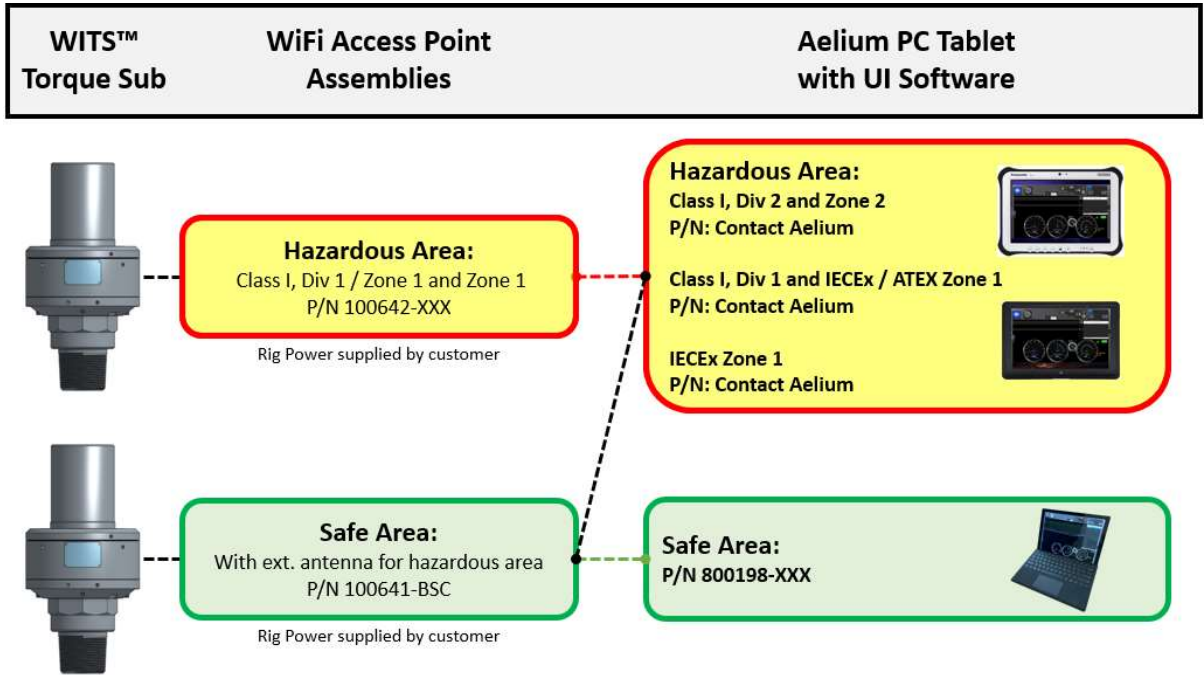 WITS™
Torque Sub
WiFi Access Point
Assemblies
Aelium PC Tablet
with UI Software
Hazardous Area:
Class I, Div 1 / Zone 1 and Zone 1
P/N 100642-XXX
Rig Power supplied by customer
Hazardous Area:
Class I, Div 2 and Zone 2
P/N: Contact Aelium
Class I, Div 1 and IECEx / ATEX Zone 1
P/N: Contact Aelium
IECEx Zone 1
P/N: Contact Aelium
Safe Area:
With ext. antenna for hazardous area
P/N 100641-BSC
Rig Power supplied by customer
Safe Area:
P/N 800198-XXX